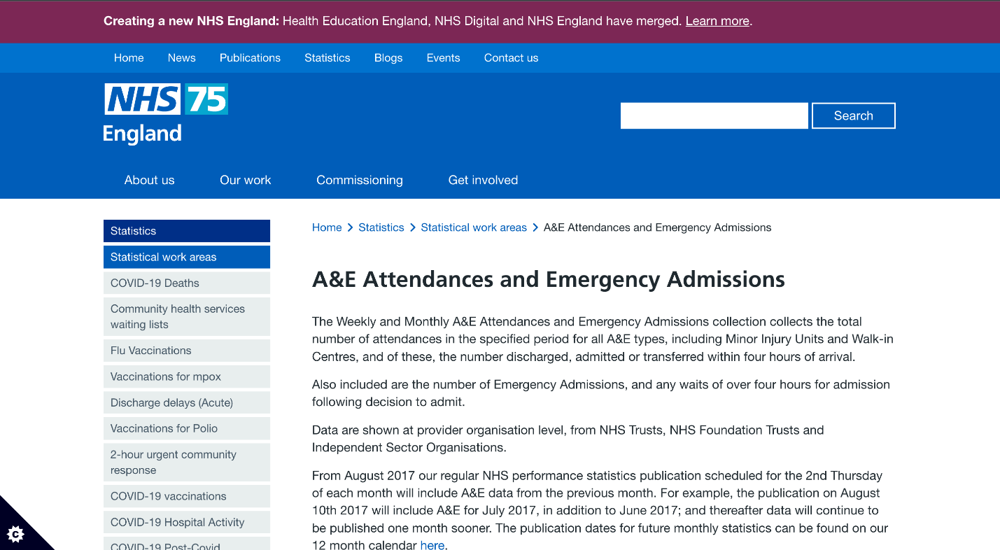 Creating a new NHS England: Health Education England, NHS Digital and NHS England have merged. Learn more.
Home News Publications Statistics Blogs Events Contact us
NHS 75
England
Search
About us Our work Commissioning Get involved
Statistics
Statistical work areas
COVID-19 Deaths
Community health services
waiting lists
Flu Vaccinations
Vaccinations for mpox
Discharge delays (Acute)
Vaccinations for Polio
2-hour urgent community
response
COVID-19 vaccinations
COVID-19 Hospital Activity
COVID-19 Post-Covid
Home > Statistics > Statistical work areas > A&E Attendances and Emergency Admissions
A&E Attendances and Emergency Admissions
The Weekly and Monthly A&E Attendances and Emergency Admissions collection collects the total
number of attendances in the specified period for all A&E types, including Minor Injury Units and Walk-in
Centres, and of these, the number discharged, admitted or transferred within four hours of arrival.
Also included are the number of Emergency Admissions, and any waits of over four hours for admission
following decision to admit.
Data are shown at provider organisation level, from NHS Trusts, NHS Foundation Trusts and
Independent Sector Organisations.
From August 2017 our regular NHS performance statistics publication scheduled for the 2nd Thursday
of each month will include A&E data from the previous month. For example, the publication on August
10th 2017 will include A&E for July 2017, in addition to June 2017; and thereafter data will continue to
be published one month sooner. The publication dates for future monthly statistics can be found on our
12 month calendar here.
C